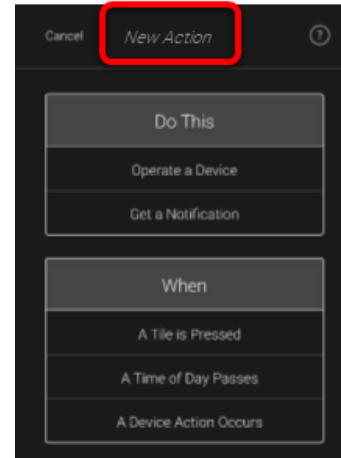 Cancel New Action ?
Do This
Operate a Device
Get a Notification
When
A Tile is Pressed
A Time of Day Passes
A Device Action Occurs